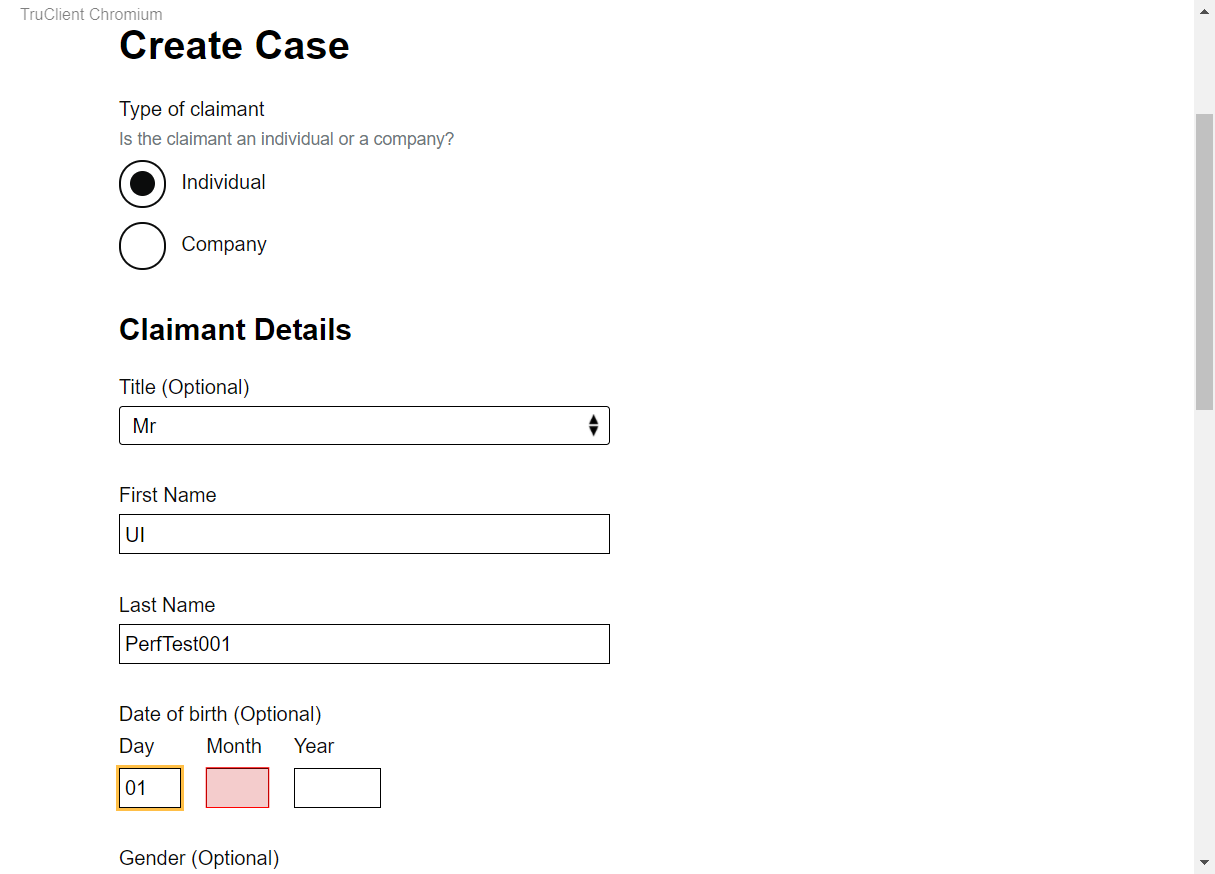 TruClient Chromium
Create Case
Type of claimant
Is the claimant an individual or a company?
Individual
Company
Claimant Details
Title (Optional)
Mr
First Name
UI
Last Name
PerfTest001
Date of birth (Optional)
Day Month Year
01
Gender (Optional)